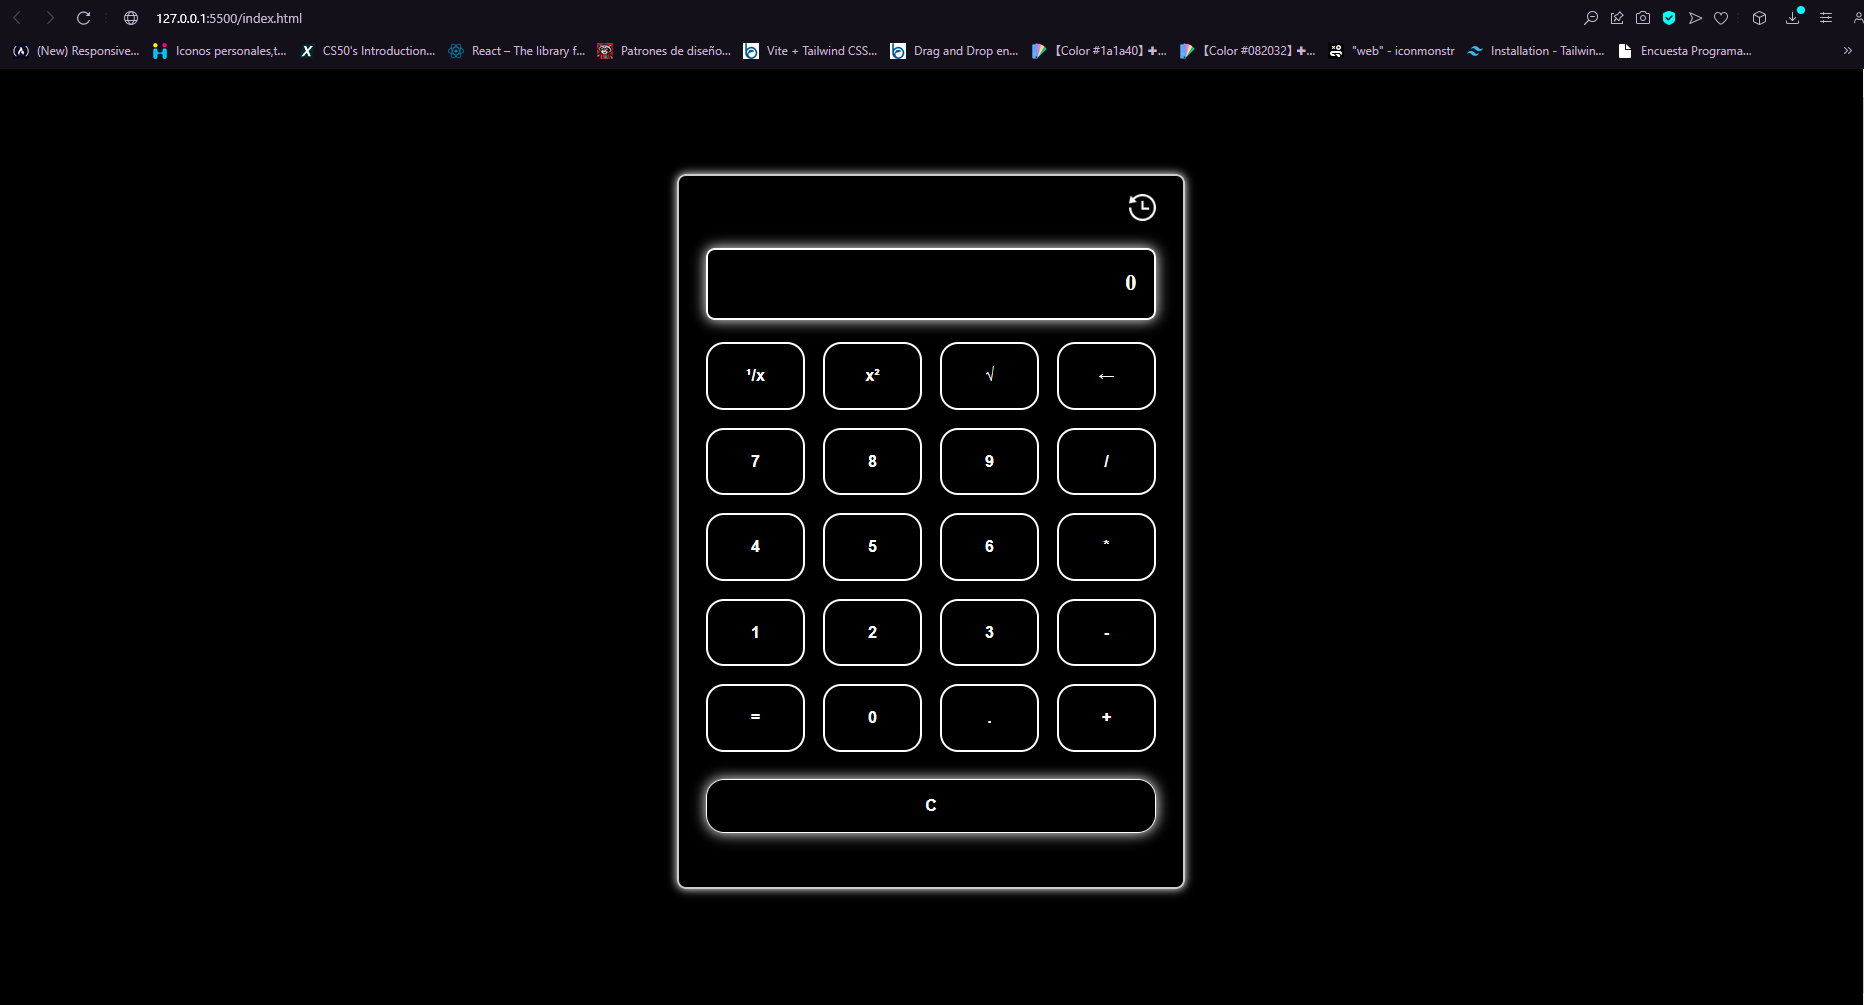 127.0.0.1:5500/index.html
(New) Responsive... Iconos personales,t... CS50's Introduction... React – The library f... Patrones de diseño... Vite + Tailwind CSS... Drag and Drop en... 【Color #1a1a40】 ✚... 【Color #082032】 ✚... "web" - iconmonstr Installation - Tailwin... Encuesta Programa... »
0
¹/x x² √ ←
7 8 9 /
4 5 6 *
1 2 3 -
= 0 . +
C